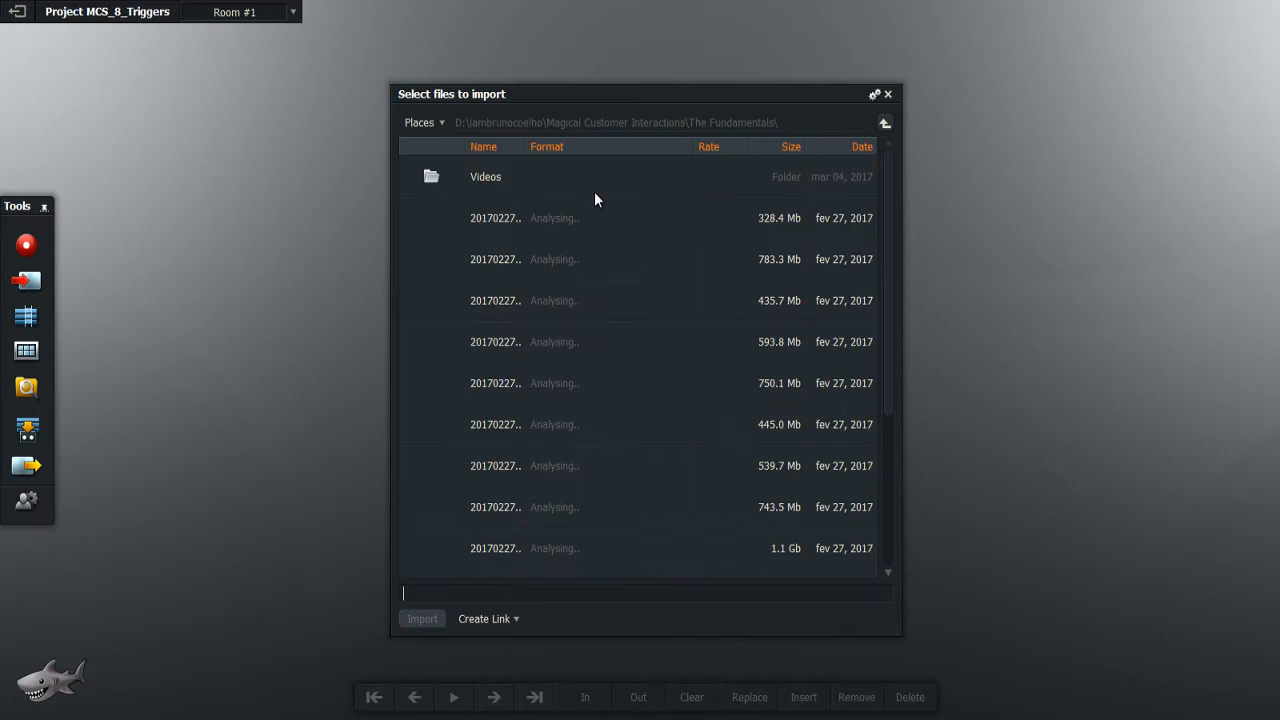 Project MCS_8_Triggers Room #1
Select files to import
Places D:\iambrunocoelho\Magical Customer Interactions\The Fundamentals\
Name Format Rate Size Date
Videos Folder mar 04, 2017
20170227.. Analysing.. 328.4 Mb fev 27, 2017
20170227.. Analysing.. 783.3 Mb fev 27, 2017
20170227.. Analysing.. 435.7 Mb fev 27, 2017
20170227.. Analysing.. 593.8 Mb fev 27, 2017
20170227.. Analysing.. 750.1 Mb fev 27, 2017
20170227.. Analysing.. 445.0 Mb fev 27, 2017
20170227.. Analysing.. 539.7 Mb fev 27, 2017
20170227.. Analysing.. 743.5 Mb fev 27, 2017
20170227.. Analysing.. 1.1 Gb fev 27, 2017
Import Create Link
Tools
In Out Clear Replace Insert Remove Delete